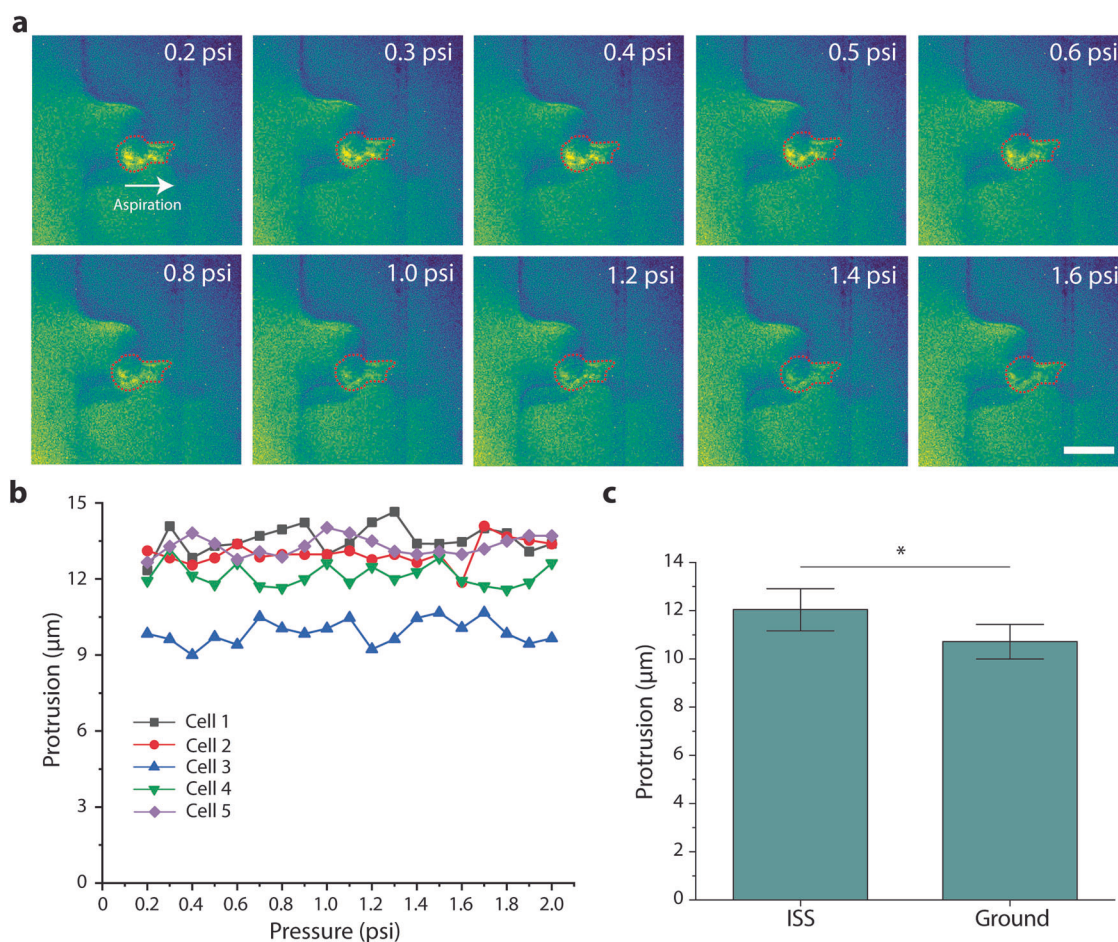 a
0.2 psi
0.3 psi
0.4 psi
0.5 psi
0.6 psi
Aspiration
0.8 psi
1.0 psi
1.2 psi
1.4 psi
1.6 psi
b
15
12
9
6
3
0
Protrusion (μm)
Cell 1
Cell 2
Cell 3
Cell 4
Cell 5
0 0.2 0.4 0.6 0.8 1.0 1.2 1.4 1.6 1.8 2.0
Pressure (psi)
c
*
14
12
10
8
6
4
2
0
Protrusion (μm)
ISS Ground